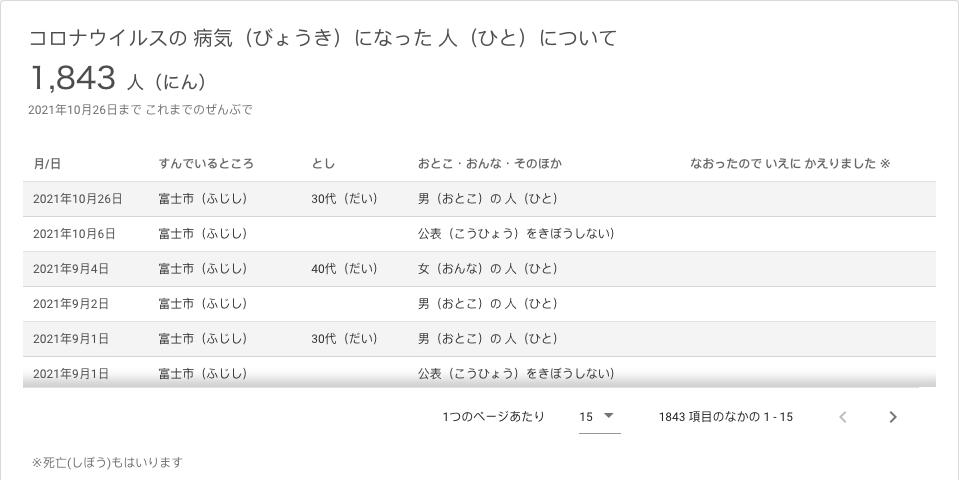 コロナウイルスの 病気（びょうき）になった 人（ひと）について
1,843 人（にん）
2021年10月26日まで これまでのぜんぶで
月/日 すんでいるところ とし おとこ・おんな・そのほか なおったので いえに かえりました ※
2021年10月26日 富士市（ふじし） 30代（だい） 男（おとこ）の 人（ひと）
2021年10月6日 富士市（ふじし） 公表（こうひょう）をきぼうしない）
2021年9月4日 富士市（ふじし） 40代（だい） 女（おんな）の 人（ひと）
2021年9月2日 富士市（ふじし） 男（おとこ）の 人（ひと）
2021年9月1日 富士市（ふじし） 30代（だい） 男（おとこ）の 人（ひと）
2021年9月1日 富士市（ふじし） 公表（こうひょう）をきぼうしない）
1つのページあたり 15 1843 項目のなかの 1 - 15
※死亡(しぼう)もはいります